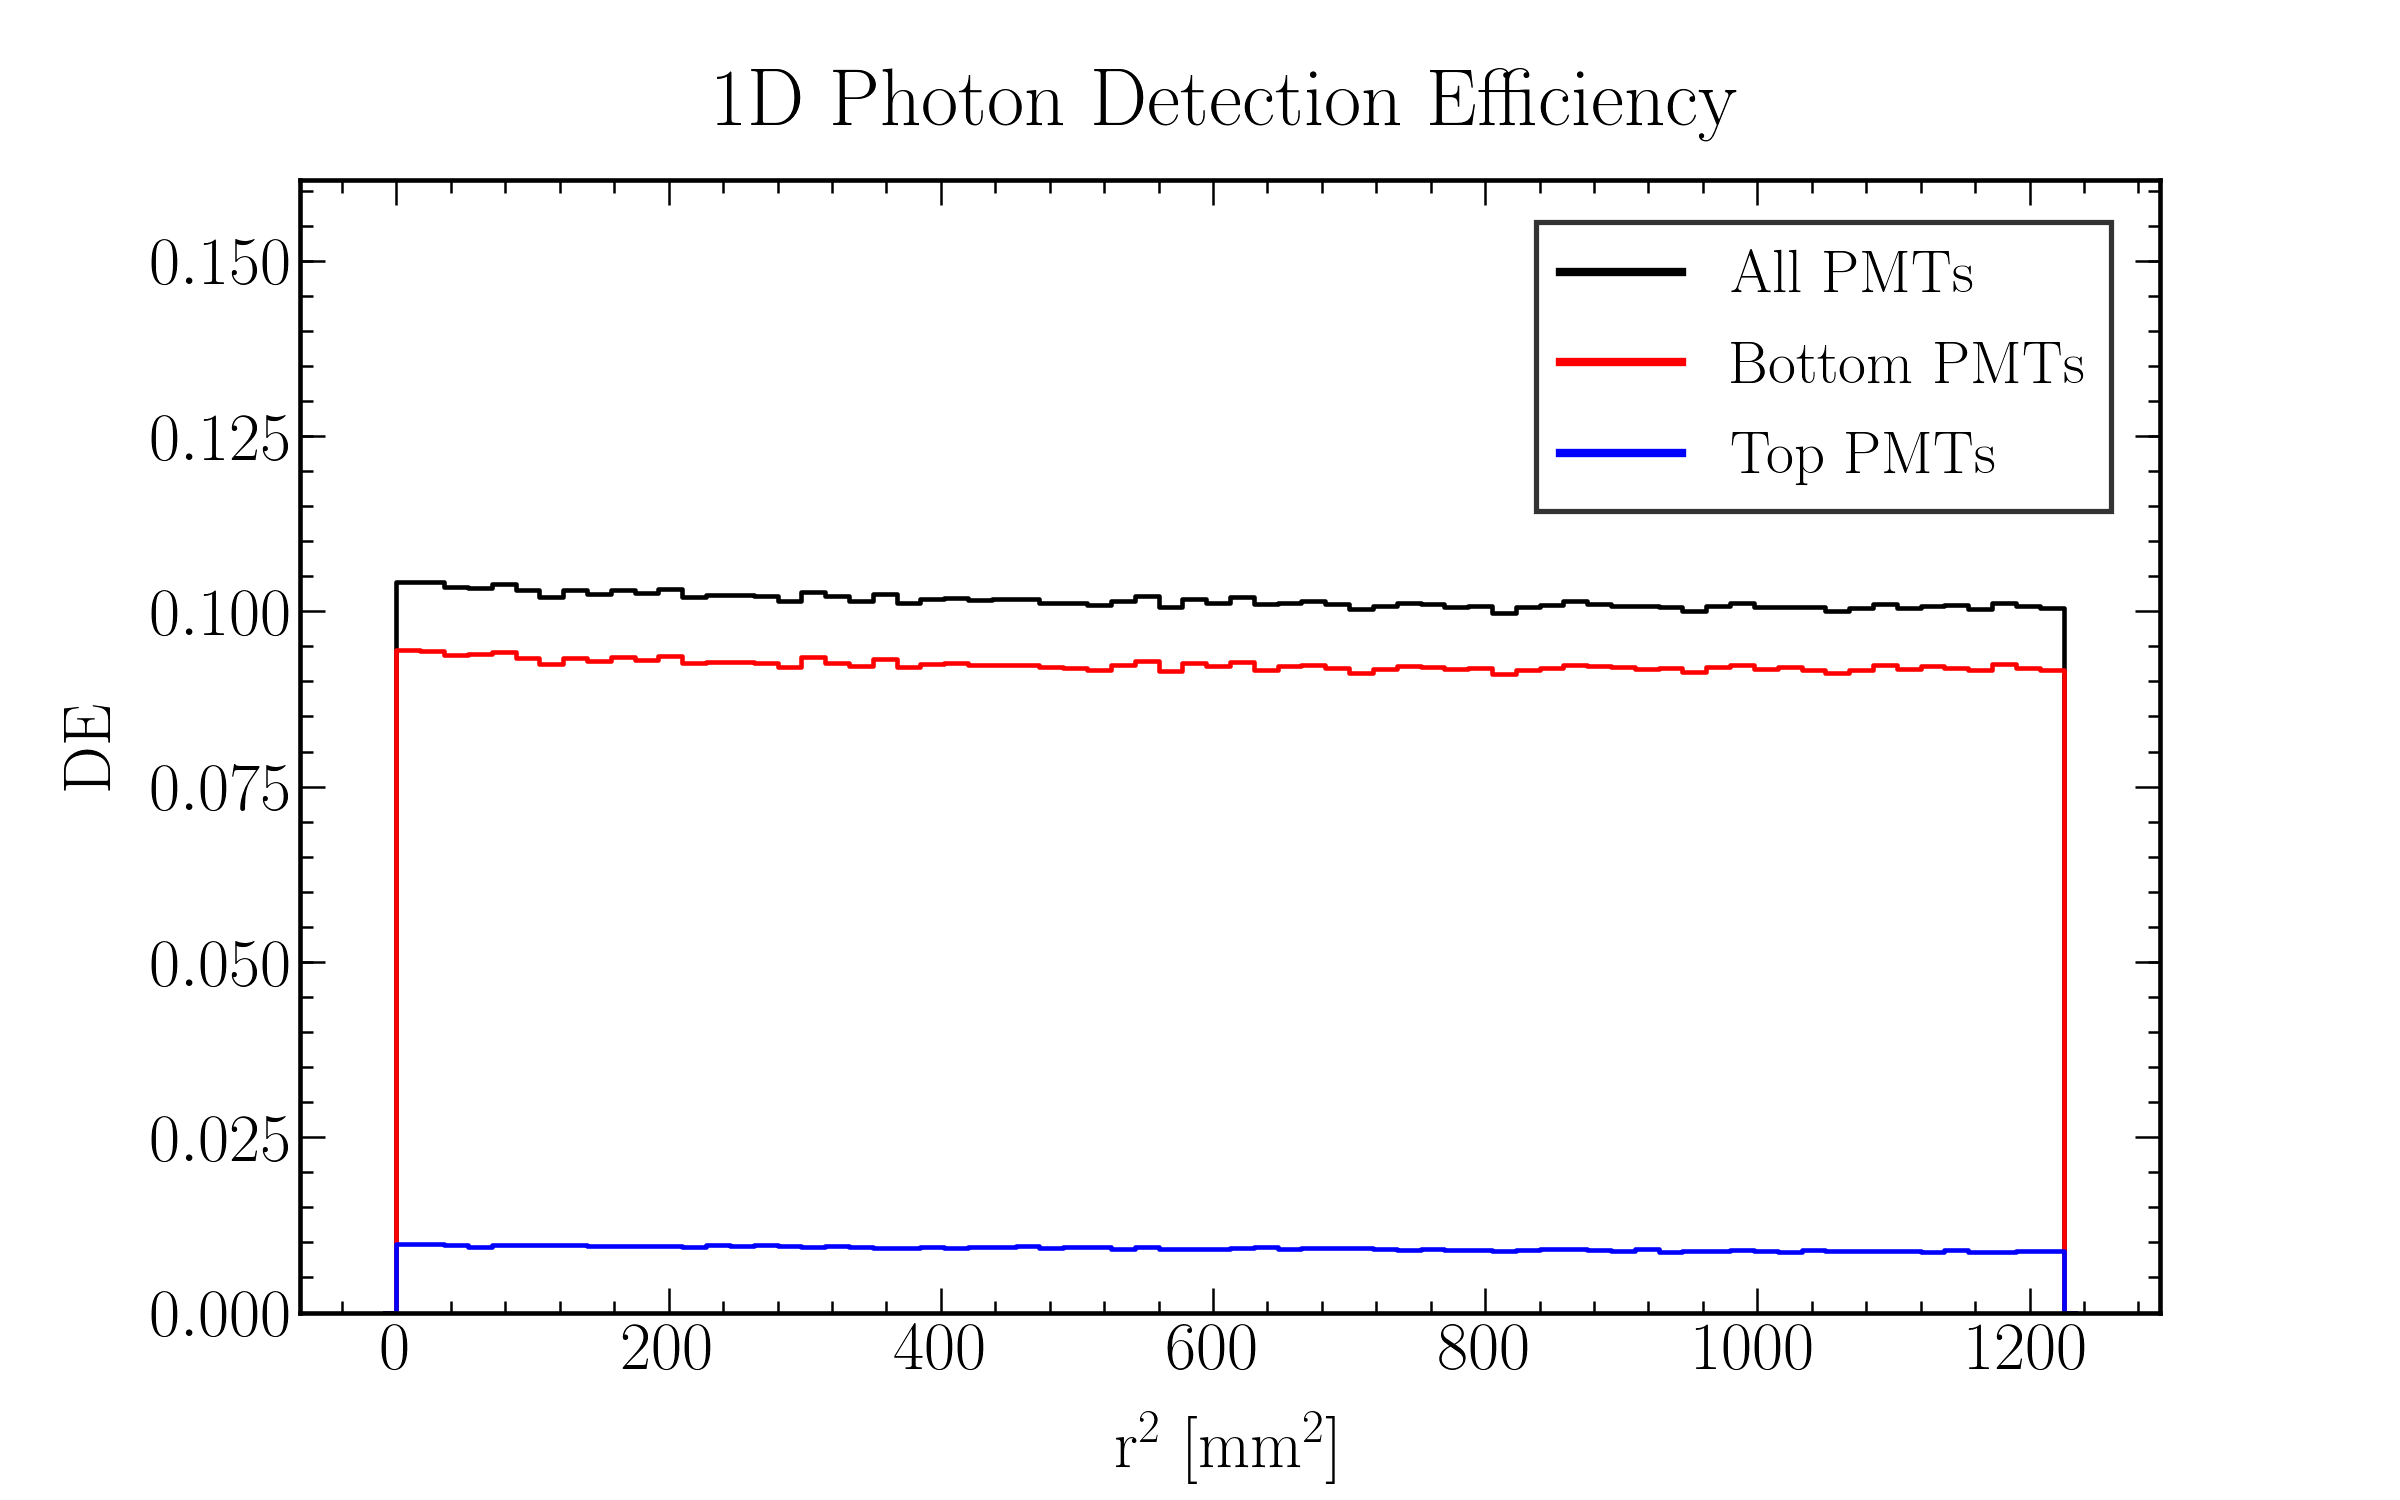 1D Photon Detection Efficiency
All PMTs
Bottom PMTs
Top PMTs
DE
0.150
0.125
0.100
0.075
0.050
0.025
0.000
0 200 400 600 800 1000 1200
r² [mm²]